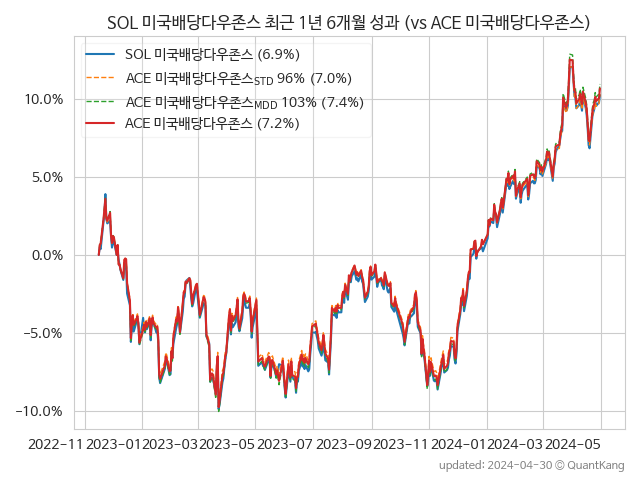 SOL 미국배당다우존스 최근 1년 6개월 성과 (vs ACE 미국배당다우존스)
SOL 미국배당다우존스 (6.9%)
ACE 미국배당다우존스STD 96% (7.0%)
ACE 미국배당다우존스MDD 103% (7.4%)
ACE 미국배당다우존스 (7.2%)
10.0%
5.0%
0.0%
−5.0%
−10.0%
2022-11 2023-01 2023-03 2023-05 2023-07 2023-09 2023-11 2024-01 2024-03 2024-05
updated: 2024-04-30 © QuantKang